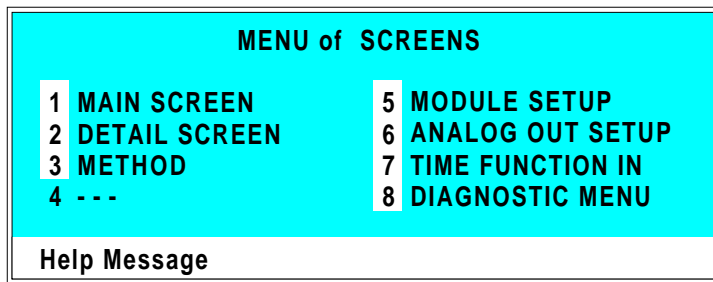 MENU of SCREENS
1 MAIN SCREEN
2 DETAIL SCREEN
3 METHOD
4 - - -
5 MODULE SETUP
6 ANALOG OUT SETUP
7 TIME FUNCTION IN
8 DIAGNOSTIC MENU
Help Message